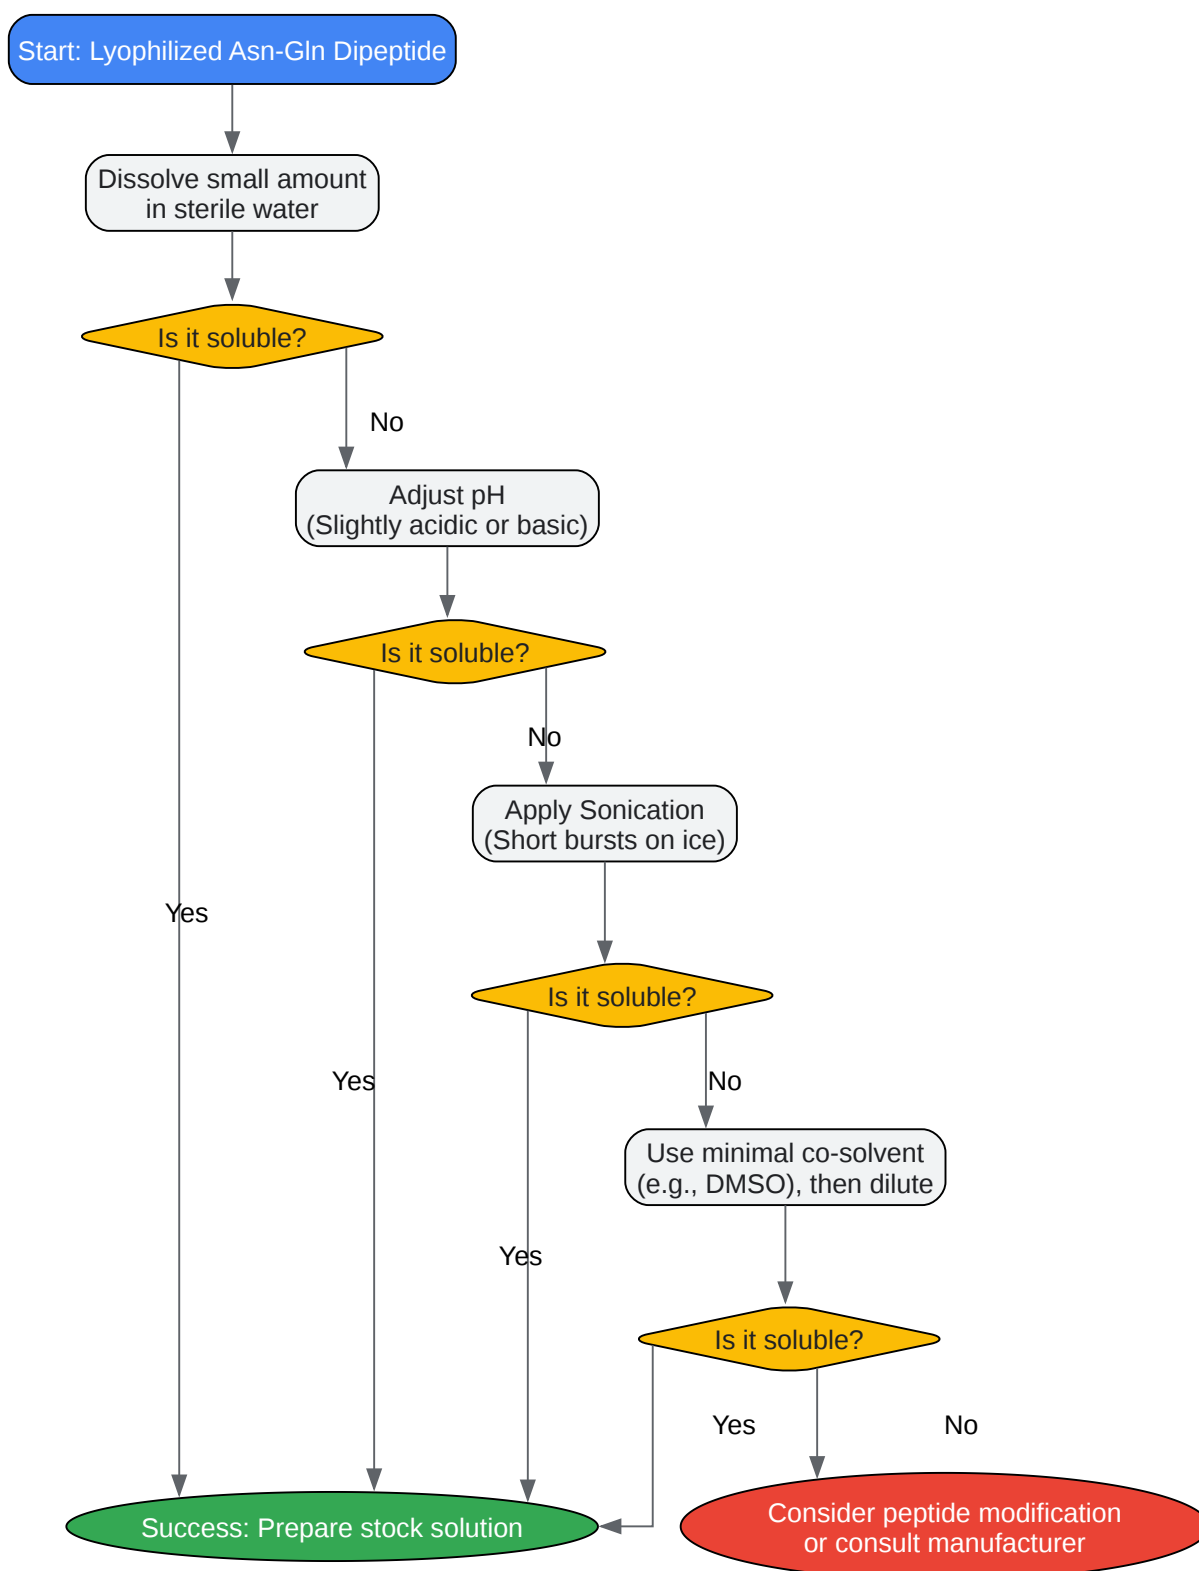 Start: Lyophilized Asn-Gln Dipeptide
Dissolve small amount
in sterile water
Is it soluble?
No
Adjust pH
(Slightly acidic or basic)
Is it soluble?
No
Apply Sonication
(Short bursts on ice)
Yes
Is it soluble?
Yes
No
Use minimal co-solvent
(e.g., DMSO), then dilute
Yes
Is it soluble?
Yes
No
Success: Prepare stock solution
Consider peptide modification
or consult manufacturer